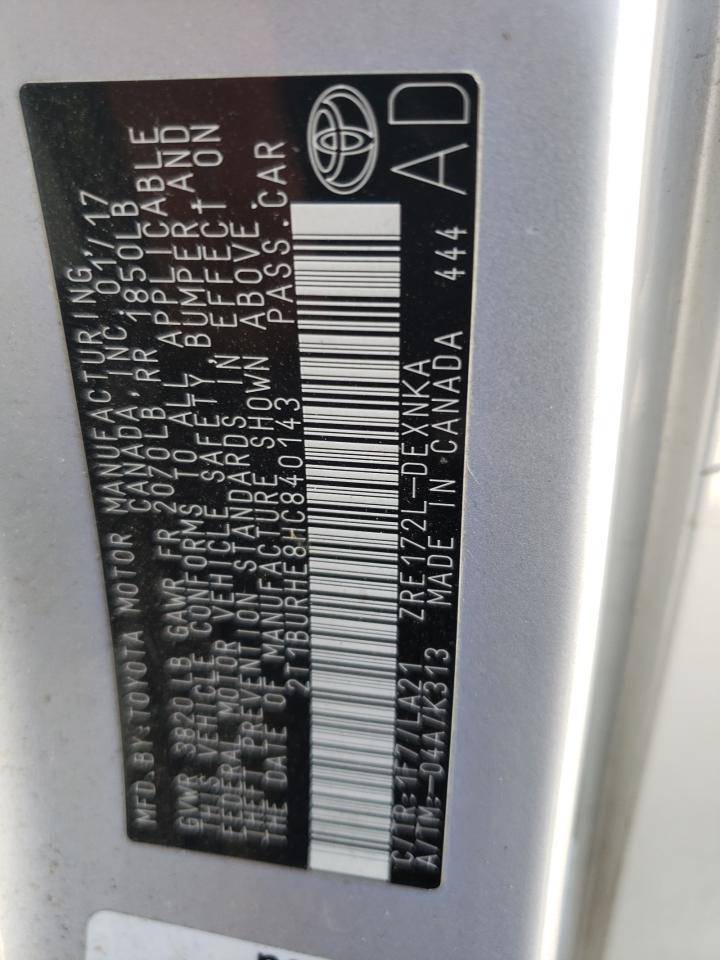 MFD.BY:TOYOTA MOTOR MANUFACTURING,
CANADA, INC 01/17
GVWR 3820LB GAWR FR 2070LB RR 1850LB
THIS VEHICLE CONFORMS TO ALL APPLICABLE
FEDERAL MOTOR VEHICLE SAFETY, BUMPER AND
THEFT PREVENTION STANDARDS IN EFFECT ON
THE DATE OF MANUFACTURE SHOWN ABOVE.
2T1BURHE8HC840143 PASS.CAR
C/TR:1F7/LA21 ZRE172L-DEXNKA
A/TM:-04A/K313 MADE IN CANADA 444
AD